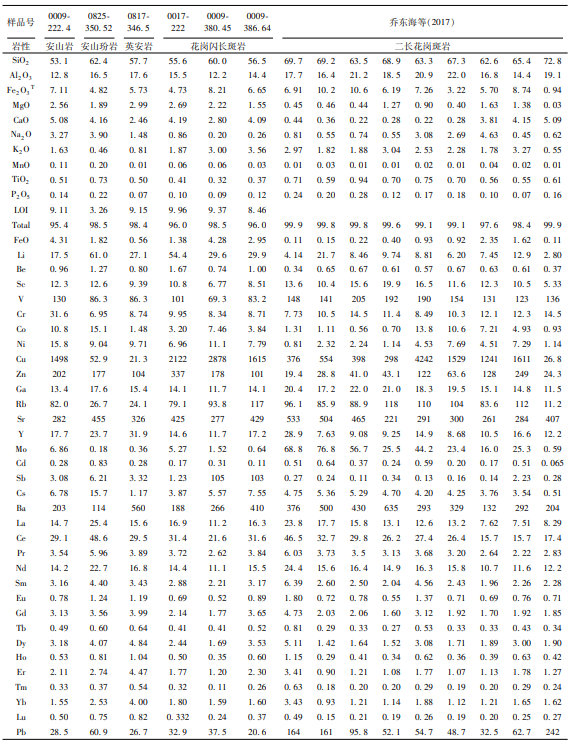 样品号 0009-222.4 0825-350.52 0817-346.5 0017-222 0009-380.45 0009-386.64 乔东海等(2017)
岩性 安山岩 安山玢岩 英安岩 花岗闪长斑岩 二长花岗斑岩
SiO2 53.1 62.4 57.7 55.6 60.0 56.5 69.7 69.2 63.5 68.9 63.3 67.3 62.6 65.4 72.8
Al2O3 12.8 16.5 17.6 15.5 12.2 14.4 17.7 16.4 21.2 18.5 20.9 22.0 16.8 14.4 19.1
Fe2O3T 7.11 4.82 5.73 4.73 8.21 6.65 6.91 10.2 10.6 6.19 7.26 3.22 5.70 8.74 0.94
MgO 2.56 1.89 2.99 2.69 2.22 1.55 0.45 0.46 0.44 1.27 0.90 0.40 1.63 1.38 0.03
CaO 5.08 4.16 2.46 4.19 2.80 4.09 0.44 0.36 0.22 0.28 0.22 0.28 3.81 4.15 5.09
Na2O 3.27 3.90 1.48 0.86 0.20 0.26 0.81 0.55 0.74 0.55 3.08 2.69 4.63 0.45 0.62
K2O 1.63 0.46 0.81 1.87 3.00 3.56 2.97 1.82 1.88 3.04 2.53 2.28 1.78 3.27 0.55
MnO 0.11 0.20 0.01 0.06 0.06 0.03 0.01 0.03 0.01 0.01 0.02 0.01 0.04 0.02 0.01
TiO2 0.51 0.73 0.50 0.41 0.32 0.37 0.71 0.59 0.94 0.70 0.75 0.70 0.56 0.55 0.61
P2O5 0.14 0.22 0.07 0.10 0.09 0.12 0.24 0.20 0.28 0.12 0.17 0.18 0.10 0.07 0.16
LOI 9.11 3.26 9.15 9.96 9.37 8.46
Total 95.4 98.5 98.4 96.0 98.5 96.0 99.9 99.8 99.8 99.6 99.1 99.1 97.6 98.4 99.9
FeO 4.31 1.82 0.56 1.38 4.28 2.95 0.11 0.15 0.22 0.40 0.93 0.92 2.35 1.62 0.11
Li 17.5 61.0 27.1 54.4 29.6 29.9 4.14 21.7 8.46 9.74 8.81 6.20 7.45 12.9 2.80
Be 0.96 1.27 0.80 1.67 0.74 1.00 0.34 0.65 0.67 0.61 0.57 0.67 0.63 0.61 0.37
Sc 12.3 12.6 9.39 10.8 6.77 8.51 13.6 10.4 15.6 19.9 16.5 11.6 12.3 10.5 5.33
V 130 86.3 86.3 101 69.3 83.2 148 141 205 192 190 154 131 123 136
Cr 31.6 6.95 8.74 9.95 8.34 8.71 7.73 10.5 14.5 11.4 8.49 10.3 12.1 12.3 14.5
Co 10.8 15.1 1.48 3.20 7.46 3.84 1.31 1.11 0.56 0.70 13.8 10.6 7.21 4.93 0.93
Ni 15.8 9.04 9.71 6.96 11.1 7.79 0.81 2.32 2.24 1.14 4.53 7.69 4.51 7.29 1.14
Cu 1498 52.9 21.3 2122 2878 1615 376 554 398 298 4242 1529 1241 1611 26.8
Zn 202 177 104 337 178 101 19.4 28.8 41.0 43.1 122 63.6 128 249 24.3
Ga 13.4 17.6 15.4 14.1 11.7 14.1 20.4 17.2 22.0 21.0 18.3 19.5 15.1 14.8 11.5
Rb 82.0 26.7 24.1 79.1 93.8 117 96.1 85.9 88.9 118 110 104 83.6 112 11.2
Sr 282 455 326 425 277 429 533 504 465 221 291 300 261 284 407
Y 17.7 23.7 31.9 14.6 11.7 17.2 28.9 7.63 9.08 9.25 14.9 8.68 10.5 16.6 12.2
Mo 6.86 0.18 0.36 5.27 1.52 0.64 68.8 76.8 56.7 25.5 44.2 23.4 16.0 25.3 0.59
Cd 0.28 0.83 0.28 0.17 0.31 0.11 0.51 0.64 0.37 0.24 0.59 0.20 0.17 0.51 0.065
Sb 3.08 6.21 3.32 1.23 105 103 0.27 0.24 0.11 0.34 0.13 0.16 0.14 2.23 0.28
Cs 6.78 15.7 1.17 3.87 5.57 7.55 4.75 5.36 5.29 4.70 4.20 4.25 3.76 3.54 0.51
Ba 203 114 560 188 266 410 376 500 430 635 293 329 132 292 204
La 14.7 25.4 15.6 16.9 11.2 16.3 23.8 17.7 15.8 13.1 12.6 13.2 7.62 7.51 8.29
Ce 29.1 48.6 29.5 31.4 21.6 31.6 46.5 32.7 29.8 26.2 27.4 26.4 15.7 15.7 17.4
Pr 3.54 5.96 3.89 3.72 2.62 3.84 6.03 3.73 3.5 3.13 3.68 3.20 2.64 2.22 2.83
Nd 14.2 22.7 16.8 14.4 11.1 15.5 24.4 15.6 16.4 14.9 16.3 15.8 10.7 11.6 12.2
Sm 3.16 4.40 3.43 2.88 2.21 3.17 6.39 2.60 2.50 2.04 4.56 2.43 1.96 2.26 2.28
Eu 0.78 1.24 1.19 0.69 0.52 0.89 1.80 0.72 0.78 0.55 1.37 0.71 0.69 0.76 0.71
Gd 3.13 3.56 3.99 2.14 1.77 3.65 4.73 2.03 2.06 1.60 3.12 1.92 1.70 1.92 1.85
Tb 0.49 0.60 0.64 0.41 0.41 0.52 0.81 0.29 0.33 0.27 0.53 0.33 0.33 0.43 0.34
Dy 3.18 4.07 4.84 2.44 1.69 3.53 5.11 1.42 1.64 1.52 3.08 1.71 1.89 3.00 1.90
Ho 0.53 0.81 1.04 0.50 0.35 0.60 1.15 0.29 0.41 0.34 0.62 0.36 0.39 0.63 0.42
Er 2.11 2.74 4.47 1.77 1.20 2.30 3.41 0.90 1.21 1.08 1.77 1.07 1.13 1.78 1.27
Tm 0.33 0.37 0.54 0.32 0.11 0.26 0.63 0.18 0.20 0.20 0.29 0.19 0.20 0.29 0.24
Yb 1.55 2.53 4.00 1.80 1.59 1.60 3.43 0.93 1.21 1.14 1.88 1.12 1.21 1.65 1.62
Lu 0.50 0.75 0.82 0.332 0.24 0.37 0.49 0.15 0.21 0.19 0.26 0.19 0.20 0.25 0.27
Pb 28.5 60.9 26.7 32.9 37.5 20.6 164 161 95.8 52.1 54.7 48.7 32.5 62.7 242